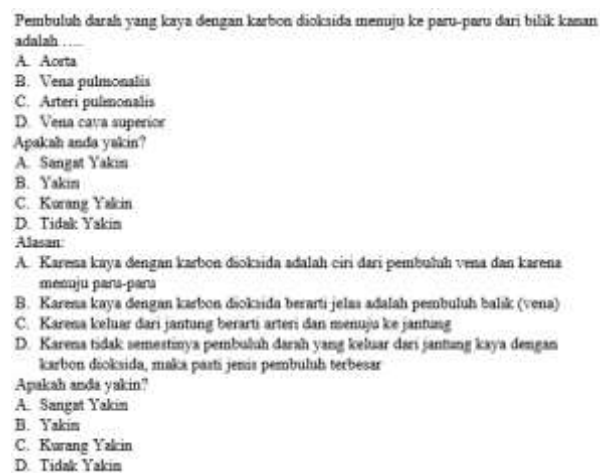 Pembuluh darah yang kaya dengan karbon dioksida menuju ke paru-paru dari bilik kanan
adalah ….
A. Aorta
B. Vena pulmonalis
C. Arteri pulmonalis
D. Vena cava superior
Apakah anda yakin?
A. Sangat Yakin
B. Yakin
C. Kurang Yakin
D. Tidak Yakin
Alasan:
A. Karena kaya dengan karbon dioksida adalah ciri dari pembuluh vena dan karena
menuju paru-paru
B. Karena kaya dengan karbon dioksida berarti jelas adalah pembuluh balik (vena)
C. Karena keluar dari jantung berarti arteri dan menuju ke jantung
D. Karena tidak semestinya pembuluh darah yang keluar dari jantung kaya dengan
karbon dioksida, maka pasti jenis pembuluh terbesar
Apakah anda yakin?
A. Sangat Yakin
B. Yakin
C. Kurang Yakin
D. Tidak Yakin